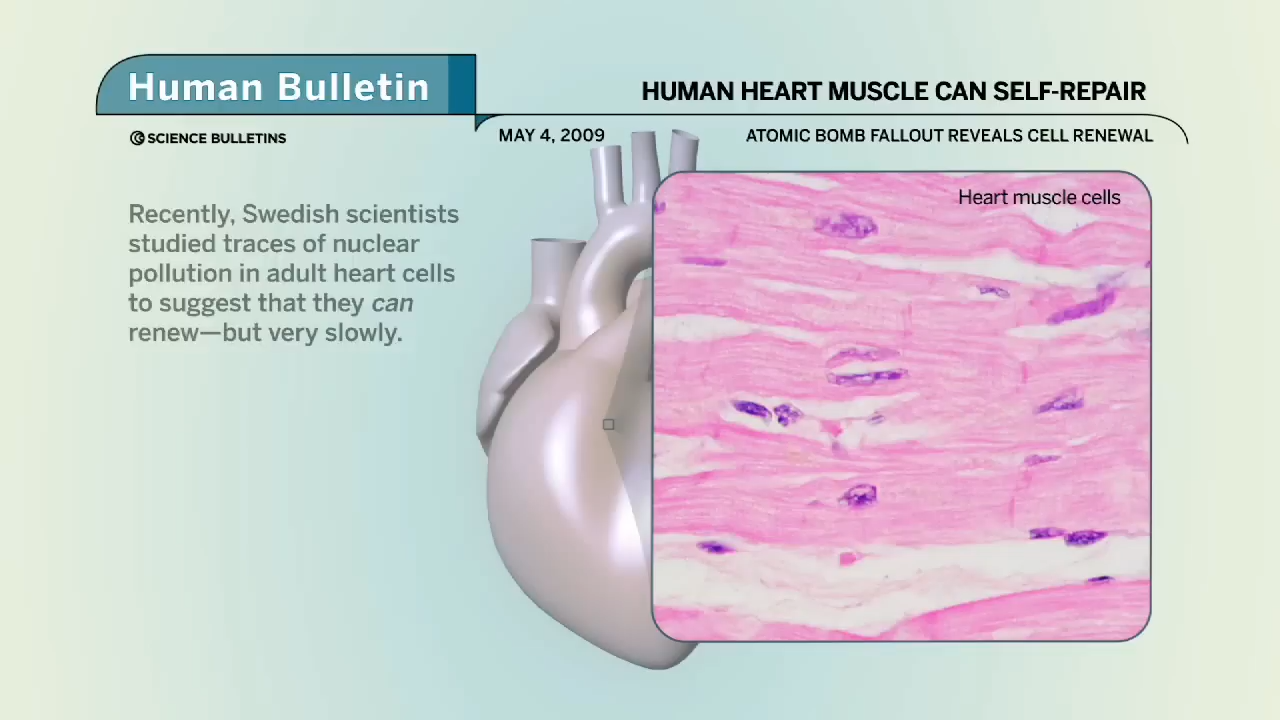 Human Bulletin
HUMAN HEART MUSCLE CAN SELF-REPAIR
SCIENCE BULLETINS
MAY 4, 2009
ATOMIC BOMB FALLOUT REVEALS CELL RENEWAL
Recently, Swedish scientists
studied traces of nuclear
pollution in adult heart cells
to suggest that they can
renew—but very slowly.
Heart muscle cells